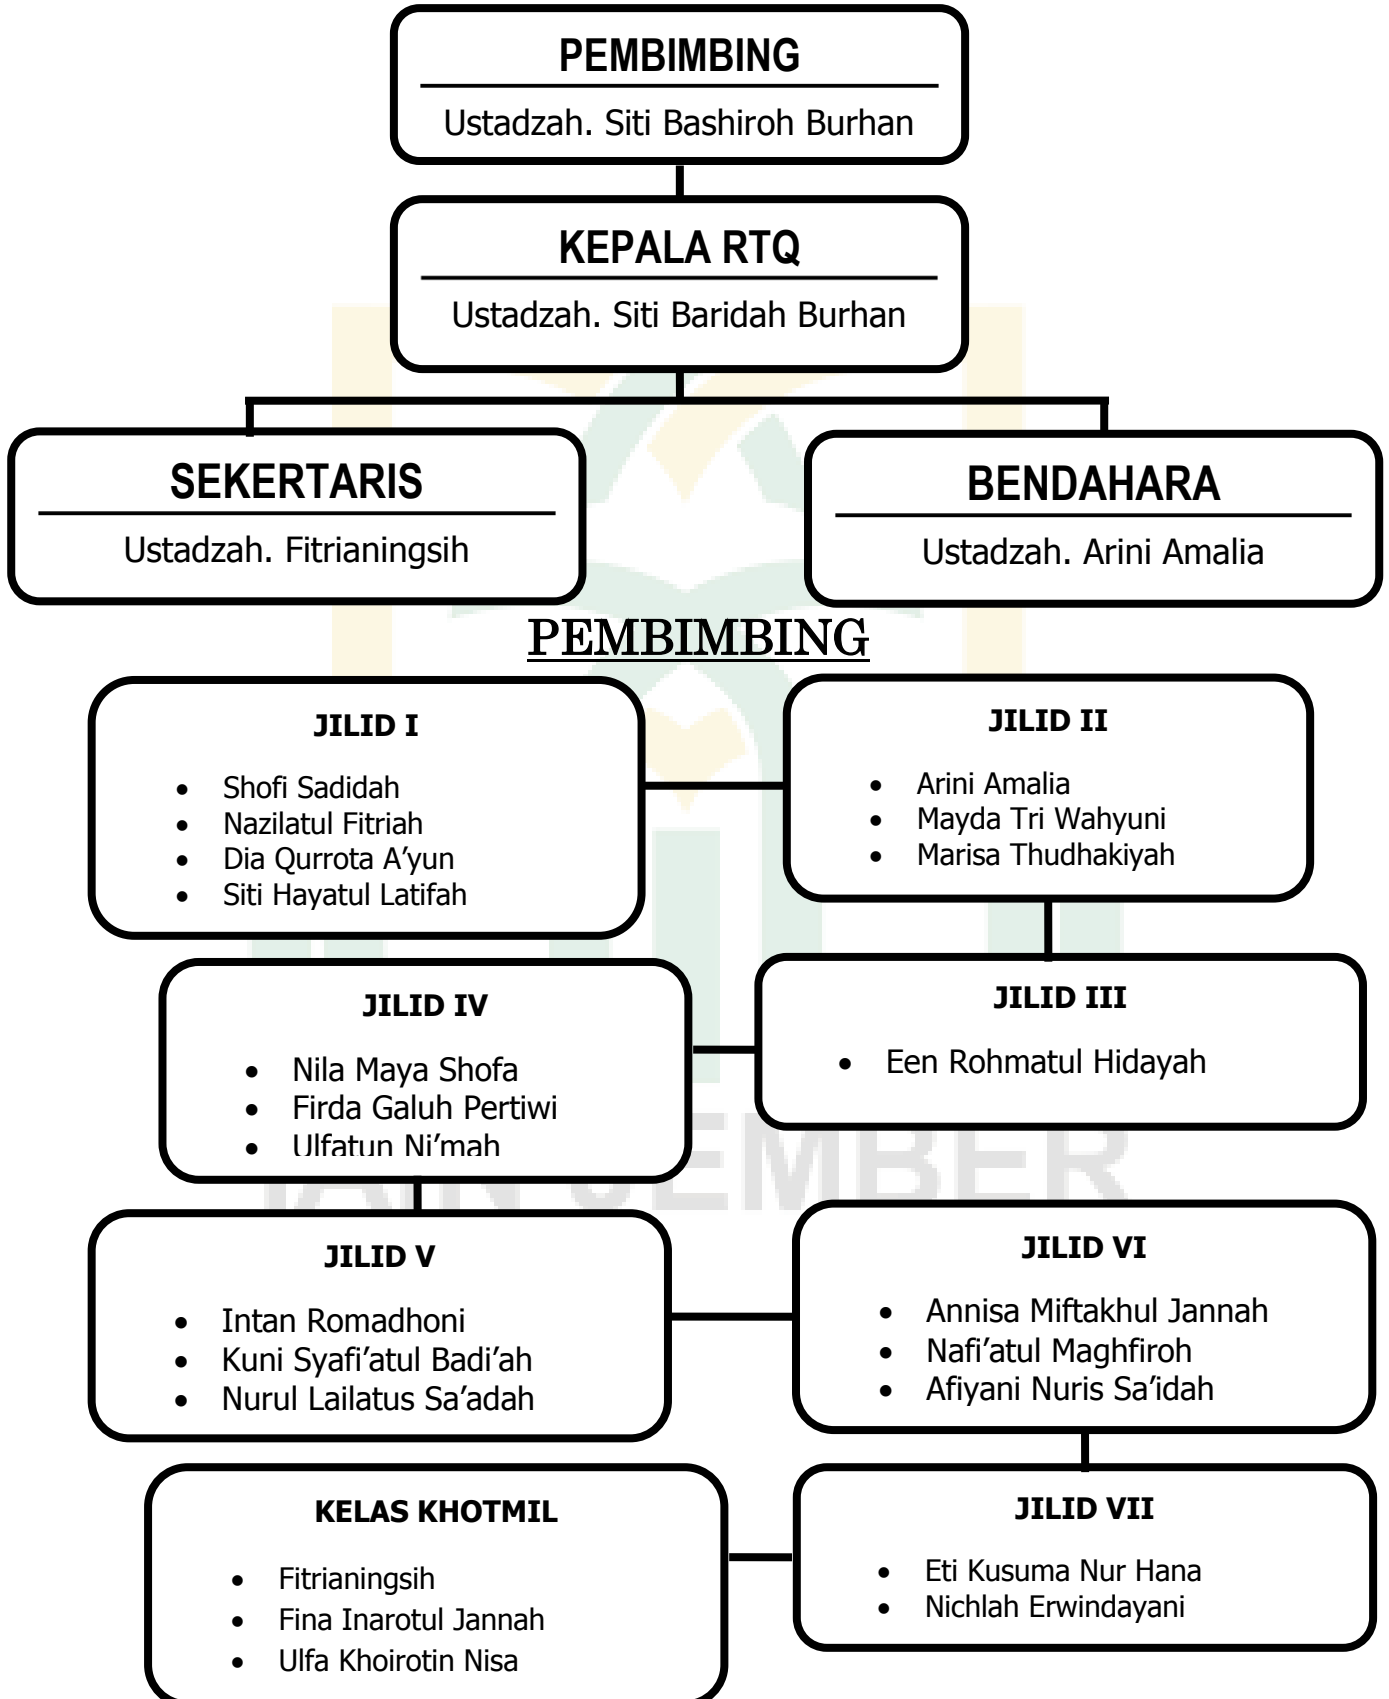 PEMBIMBING
Ustadzah. Siti Bashiroh Burhan
KEPALA RTQ
Ustadzah. Siti Baridah Burhan
SEKERTARIS
Ustadzah. Fitrianingsih
BENDAHARA
Ustadzah. Arini Amalia
PEMBIMBING
JILID I
• Shofi Sadidah
• Nazilatul Fitriah
• Dia Qurrota A’yun
• Siti Hayatul Latifah
JILID II
• Arini Amalia
• Mayda Tri Wahyuni
• Marisa Thudhakiyah
JILID III
• Een Rohmatul Hidayah
JILID IV
• Nila Maya Shofa
• Firda Galuh Pertiwi
• Ulfatun Ni’mah
IAIN JEMBER
JILID V
• Intan Romadhoni
• Kuni Syafi’atul Badi’ah
• Nurul Lailatus Sa’adah
JILID VI
• Annisa Miftakhul Jannah
• Nafi’atul Maghfiroh
• Afiyani Nuris Sa’idah
JILID VII
• Eti Kusuma Nur Hana
• Nichlah Erwindayani
KELAS KHOTMIL
• Fitrianingsih
• Fina Inarotul Jannah
• Ulfa Khoirotin Nisa